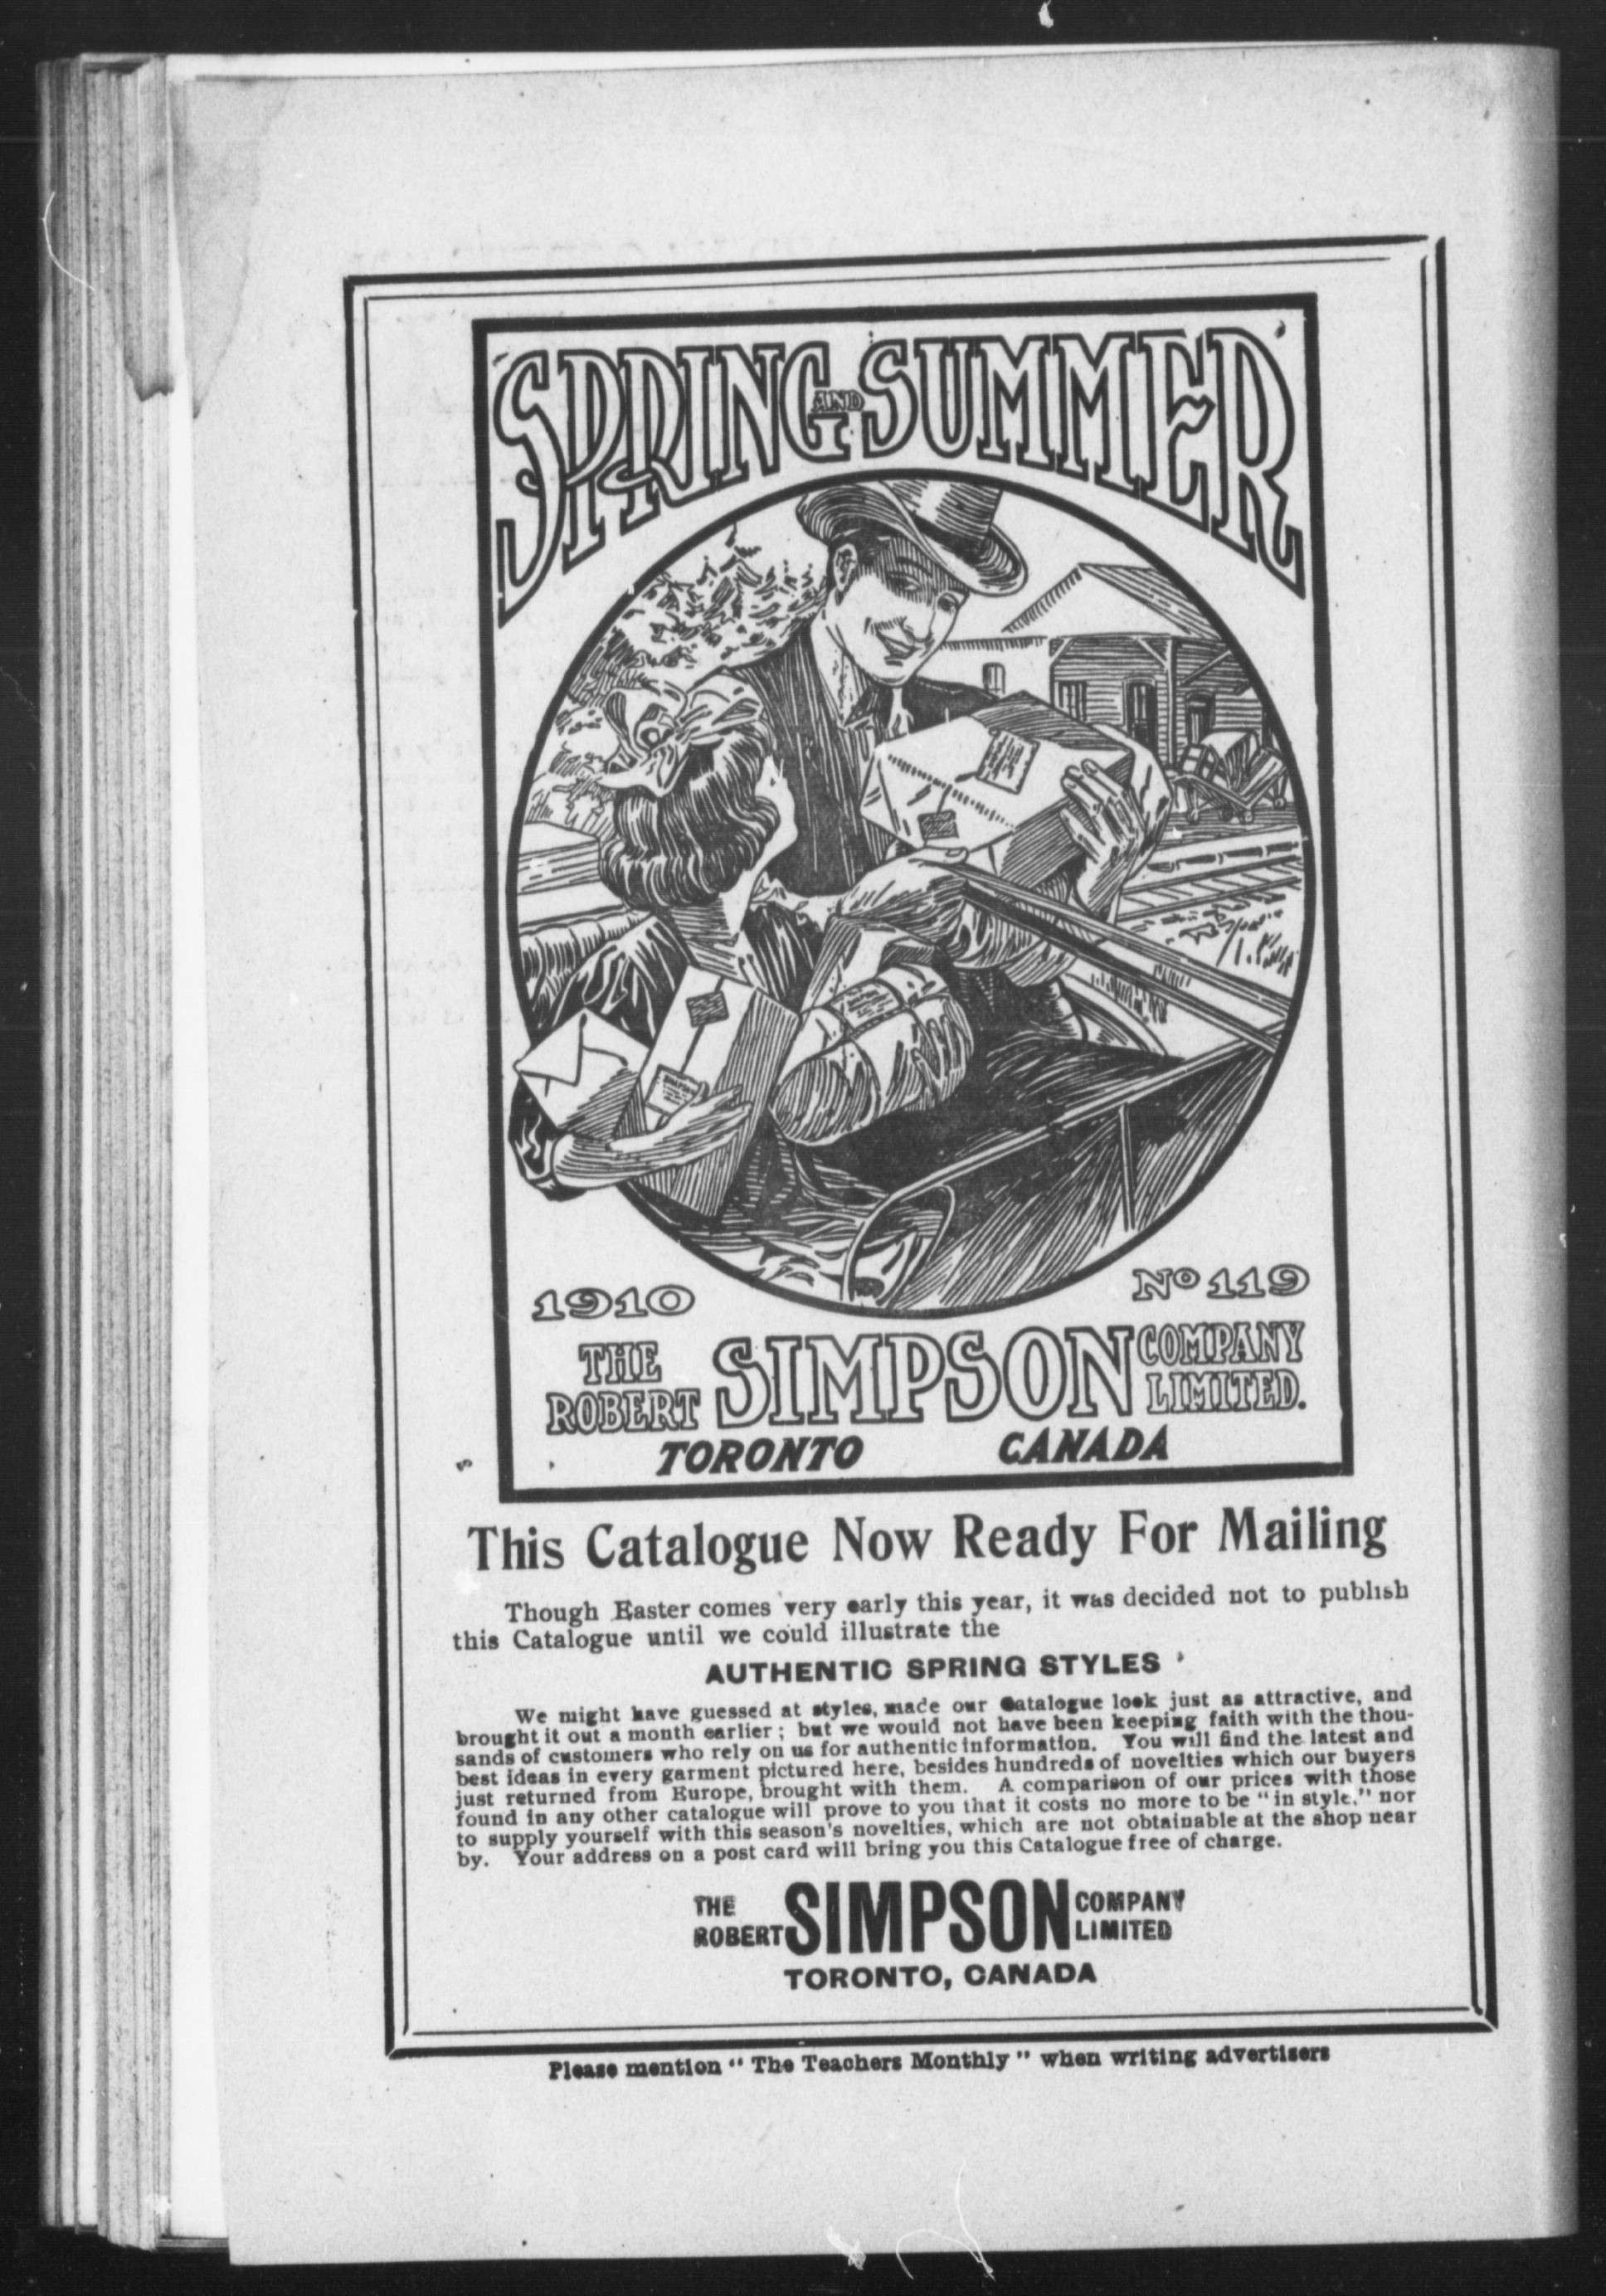 SPRING AND SUMMER
1910
No 119
THE ROBERT SIMPSON COMPANY LIMITED.
TORONTO CANADA
This Catalogue Now Ready For Mailing
Though Easter comes very early this year, it was decided not to publish
this Catalogue until we could illustrate the
AUTHENTIC SPRING STYLES
We might have guessed at styles, made our Catalogue look just as attractive, and
brought it out a month earlier; but we would not have been keeping faith with the thou-
sands of customers who rely on us for authentic information. You will find the latest and
best ideas in every garment pictured here, besides hundreds of novelties which our buyers
just returned from Europe, brought with them. A comparison of our prices with those
found in any other catalogue will prove to you that it costs no more to be "in style," nor
to supply yourself with this season's novelties, which are not obtainable at the shop near
by. Your address on a post card will bring you this Catalogue free of charge.
THE ROBERT SIMPSON COMPANY LIMITED
TORONTO, CANADA
Please mention "The Teachers Monthly" when writing advertisers